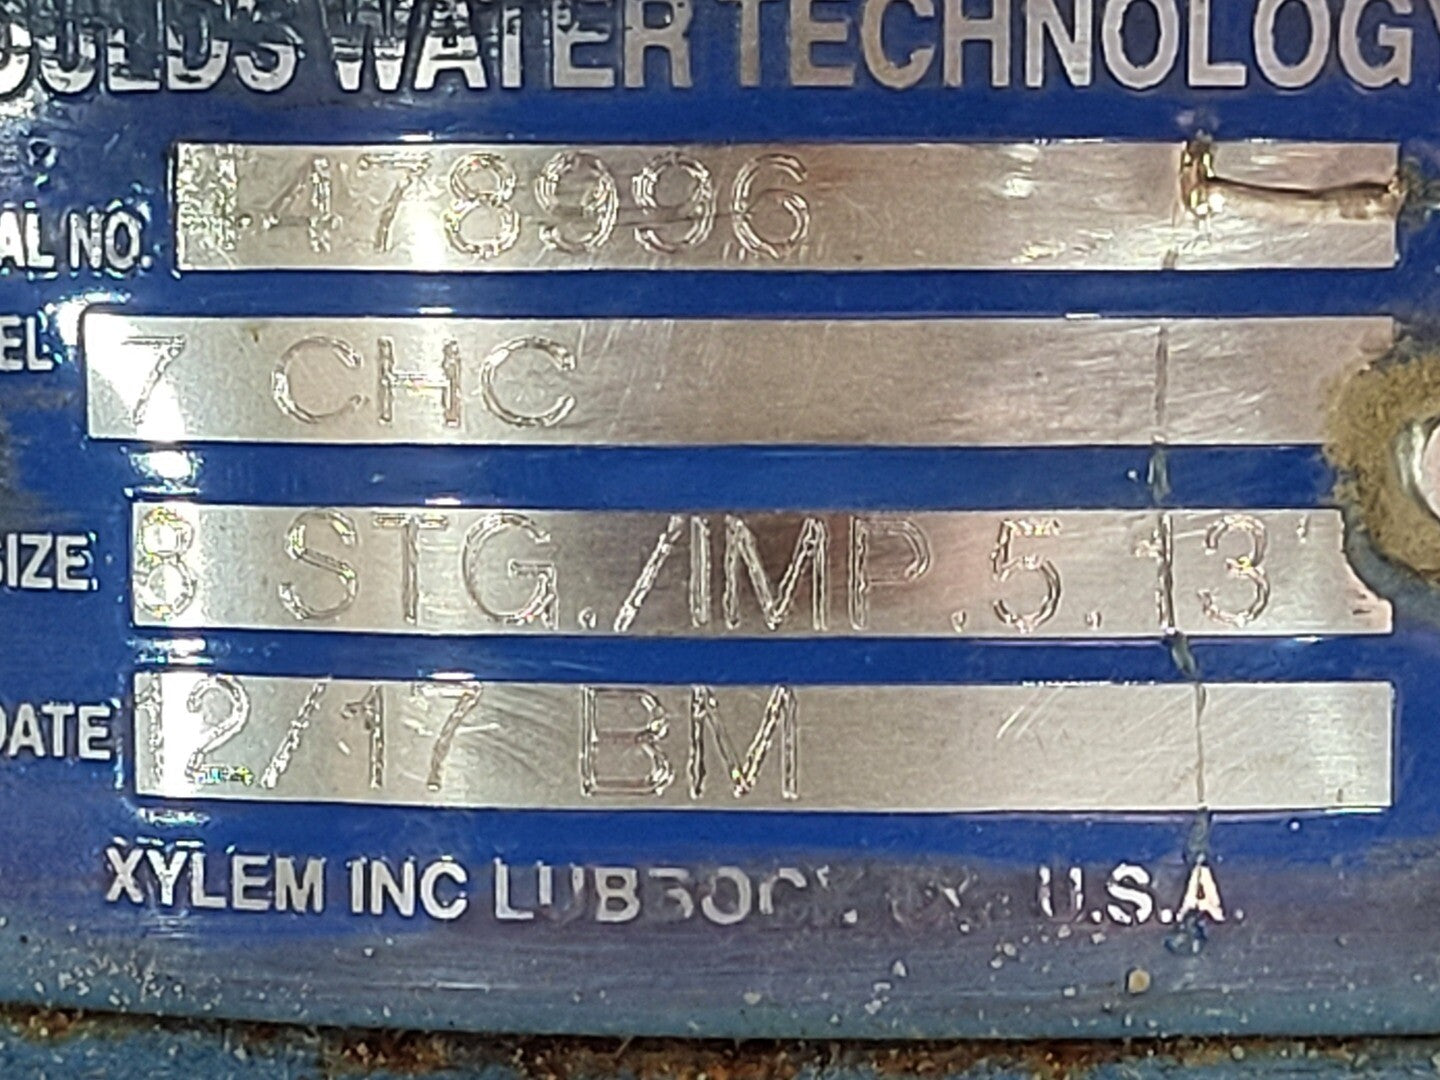 OULDS WATER TECHNOLOGY
AL NO. 478996
EL 7 CHC
SIZE. 8 STG./IMP.5.13
DATE 12/17 BM
XYLEM INC LUBBOCK, U.S.A.